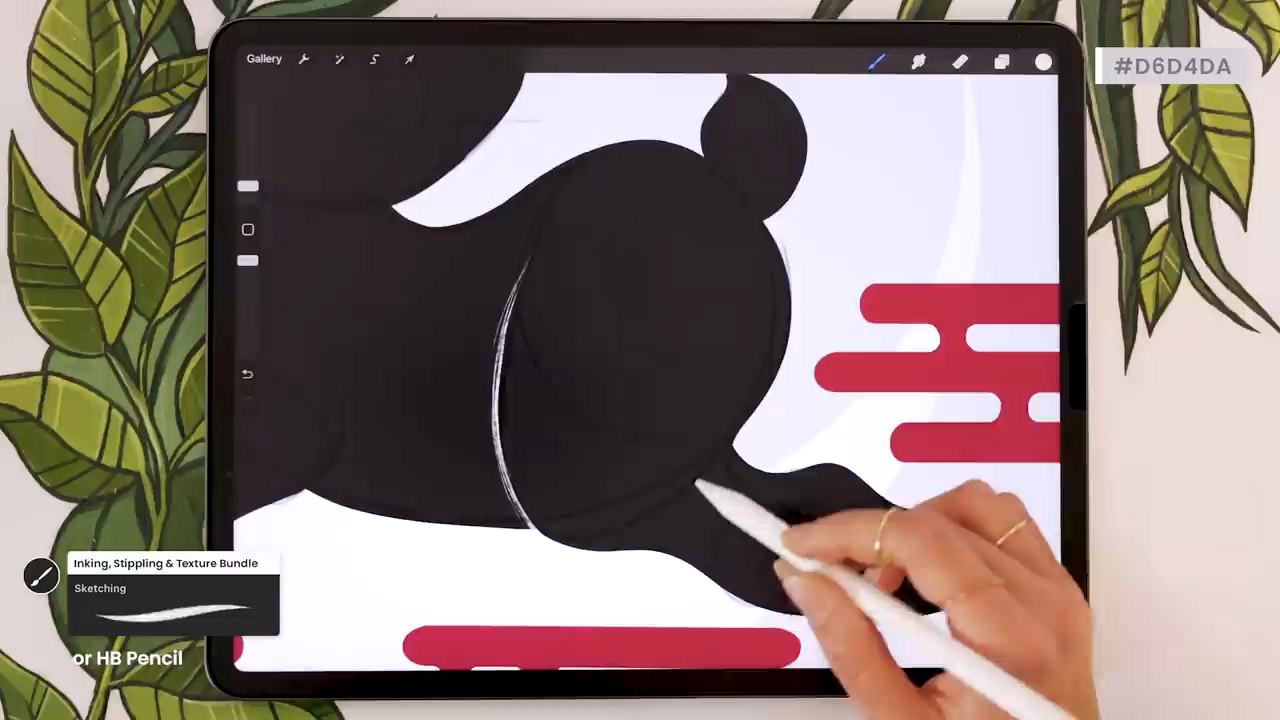 Gallery
#D6D4DA
Inking, Stippling & Texture Bundle
Sketching
or HB Pencil